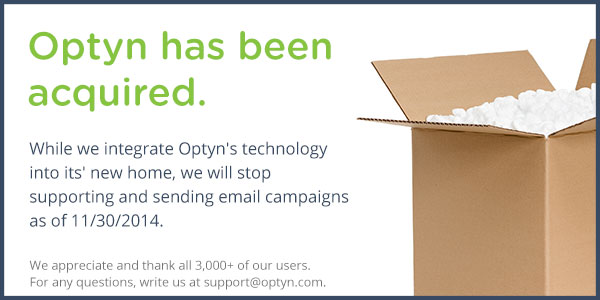 Optyn has been
acquired.
While we integrate Optyn's technology
into its' new home, we will stop
supporting and sending email campaigns
as of 11/30/2014.
We appreciate and thank all 3,000+ of our users.
For any questions, write us at support@optyn.com.